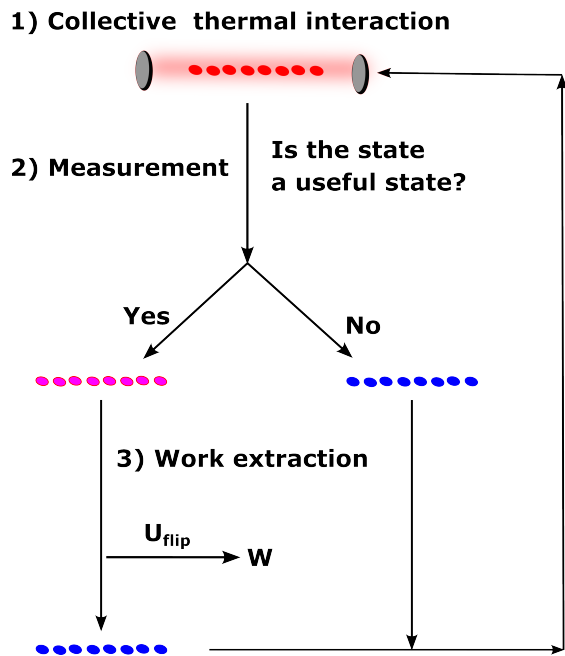 1) Collective thermal interaction
2) Measurement
Is the state
a useful state?
Yes
No
3) Work extraction
Uflip
W